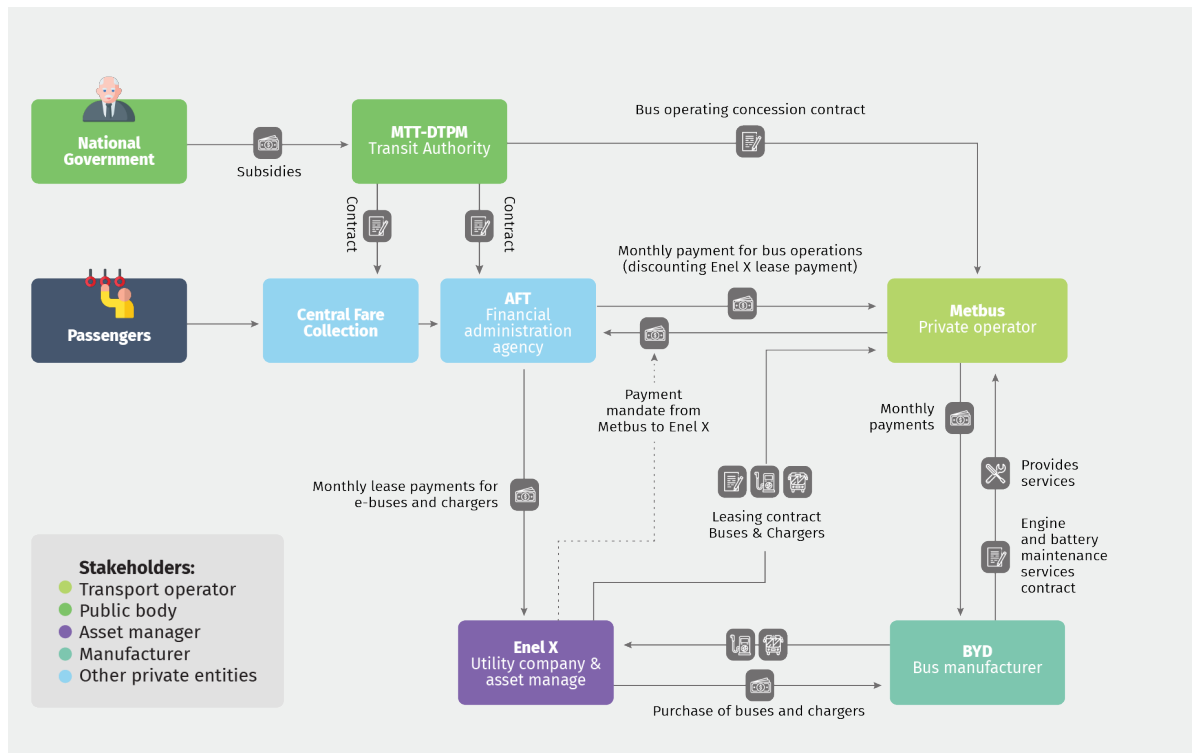 Bus operating concession contract
National
Government
Subsidies
MTT-DTPM
Transit Authority
Contract
Contract
Monthly payment for bus operations
(discounting Enel X lease payment)
Passengers
Central Fare
Collection
AFT
Financial
administration
agency
Metbus
Private operator
Payment
mandate from
Metbus to Enel X
Monthly
payments
Provides
services
Monthly lease payments for
e-buses and chargers
Leasing contract
Buses & Chargers
Engine
and battery
maintenance
services
contract
Stakeholders:
Transport operator
Public body
Asset manager
Manufacturer
Other private entities
Enel X
Utility company &
asset manage
BYD
Bus manufacturer
Purchase of buses and chargers